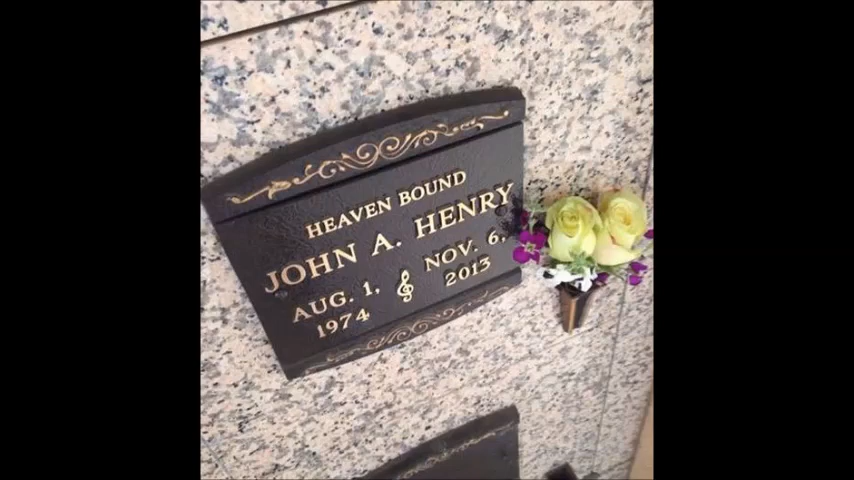 HEAVEN BOUND
JOHN A. HENRY
AUG. 1, NOV. 6,
1974 2013